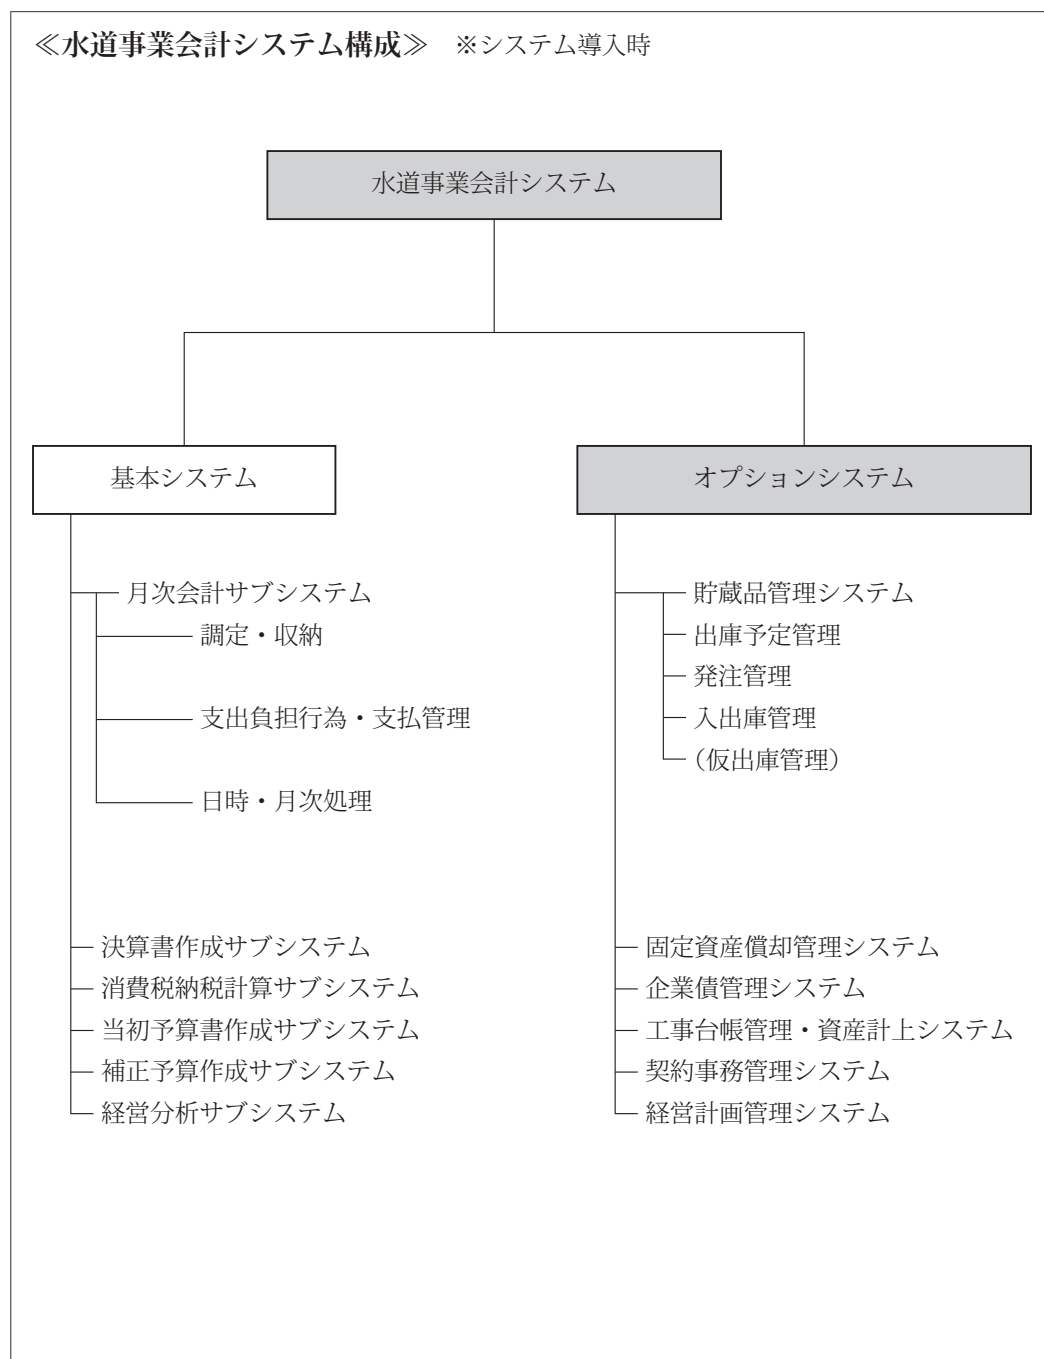 ≪水道事業会計システム構成≫ ※システム導入時
水道事業会計システム
基本システム
月次会計サブシステム
調定・収納
支出負担行為・支払管理
日時・月次処理
決算書作成サブシステム
消費税納税計算サブシステム
当初予算書作成サブシステム
補正予算作成サブシステム
経営分析サブシステム
オプションシステム
貯蔵品管理システム
出庫予定管理
発注管理
入出庫管理
（仮出庫管理）
固定資産償却管理システム
企業債管理システム
工事台帳管理・資産計上システム
契約事務管理システム
経営計画管理システム